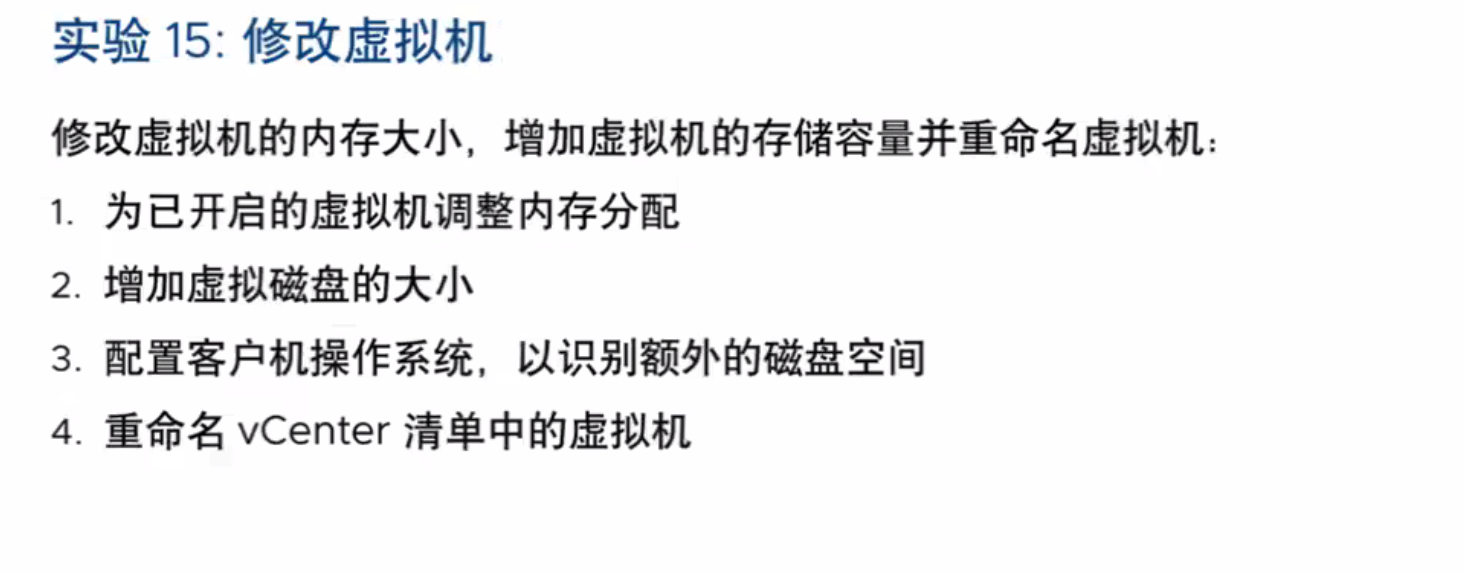 实验 15: 修改虚拟机
修改虚拟机的内存大小，增加虚拟机的存储容量并重命名虚拟机：
1. 为已开启的虚拟机调整内存分配
2. 增加虚拟磁盘的大小
3. 配置客户机操作系统，以识别额外的磁盘空间
4. 重命名 vCenter 清单中的虚拟机